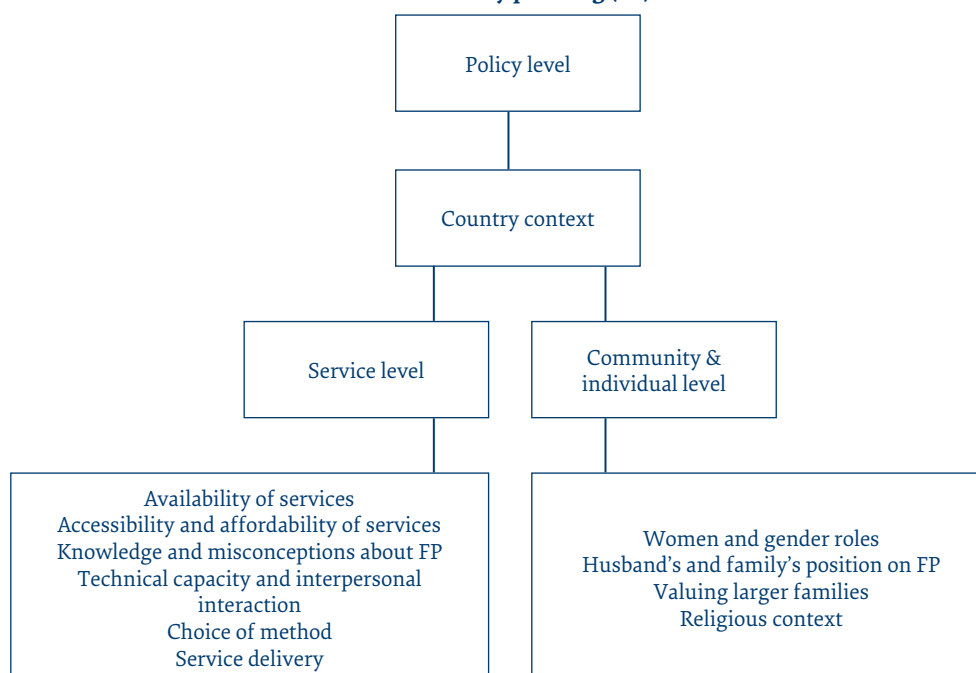 Policy level
Country context
Service level
Community &
individual level
Availability of services
Accessibility and affordability of services
Knowledge and misconceptions about FP
Technical capacity and interpersonal
interaction
Choice of method
Service delivery
Women and gender roles
Husband's and family's position on FP
Valuing larger families
Religious context